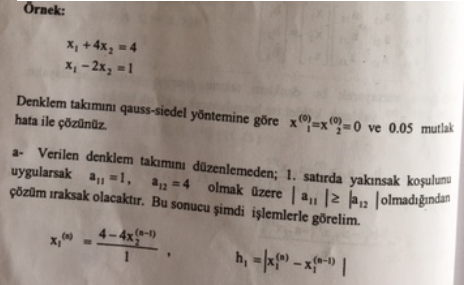 Örnek:
x₁ + 4x₂ = 4
x₁ − 2x₂ = 1
Denklem takımını qauss-siedel yöntemine göre x₁⁽⁰⁾=x₂⁽⁰⁾=0 ve 0.05 mutlak
hata ile çözünüz.
a- Verilen denklem takımını düzenlemeden; 1. satırda yakınsak koşulunu
uygularsak a₁₁ =1, a₁₂ = 4 olmak üzere | a₁₁ | ≥ |a₁₂ |olmadığından
çözüm ıraksak olacaktır. Bu sonucu şimdi işlemlerle görelim.
x₁⁽ⁿ⁾ = (4 − 4x₂⁽ⁿ⁻¹⁾)/1 , h₁ = |x₁⁽ⁿ⁾ − x₁⁽ⁿ⁻¹⁾ |